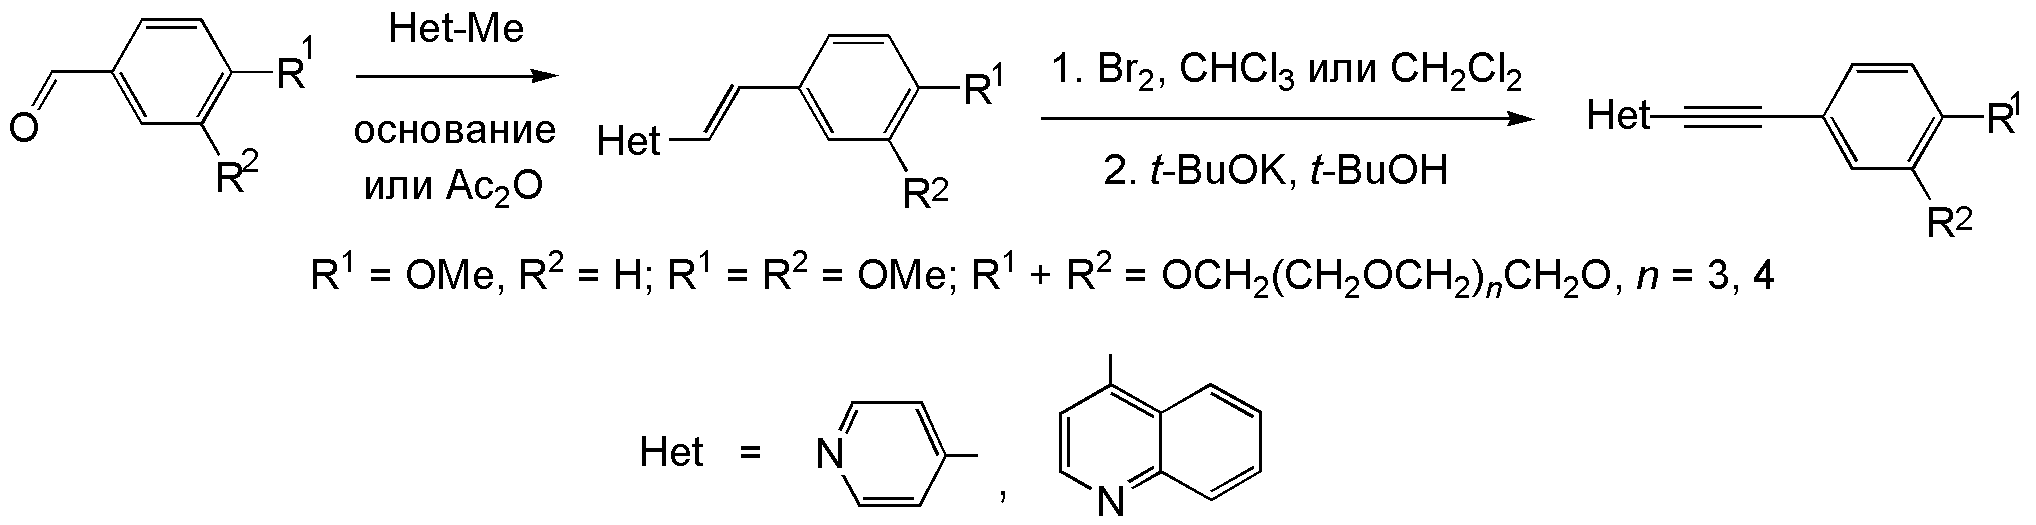 Het-Me
основание
или Ac₂O
O
R¹
R²
Het
R¹
R²
1. Br₂, CHCl₃ или CH₂Cl₂
2. t-BuOK, t-BuOH
Het
R¹
R²
R¹ = OMe, R² = H; R¹ = R² = OMe; R¹ + R² = OCH₂(CH₂OCH₂)ₙCH₂O, n = 3, 4
Het = N , N